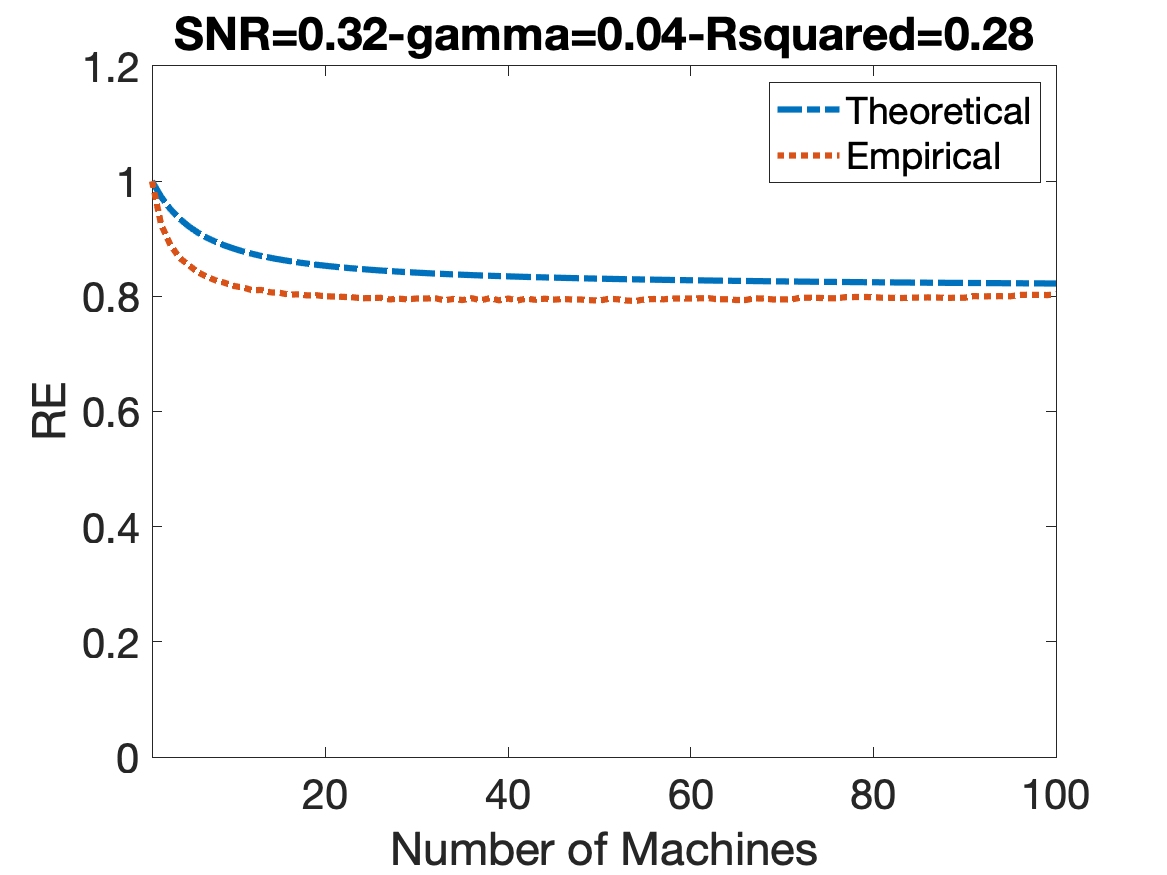 SNR=0.32-gamma=0.04-Rsquared=0.28
1.2
1
0.8
0.6
0.4
0.2
0
RE
Theoretical
Empirical
20 40 60 80 100
Number of Machines